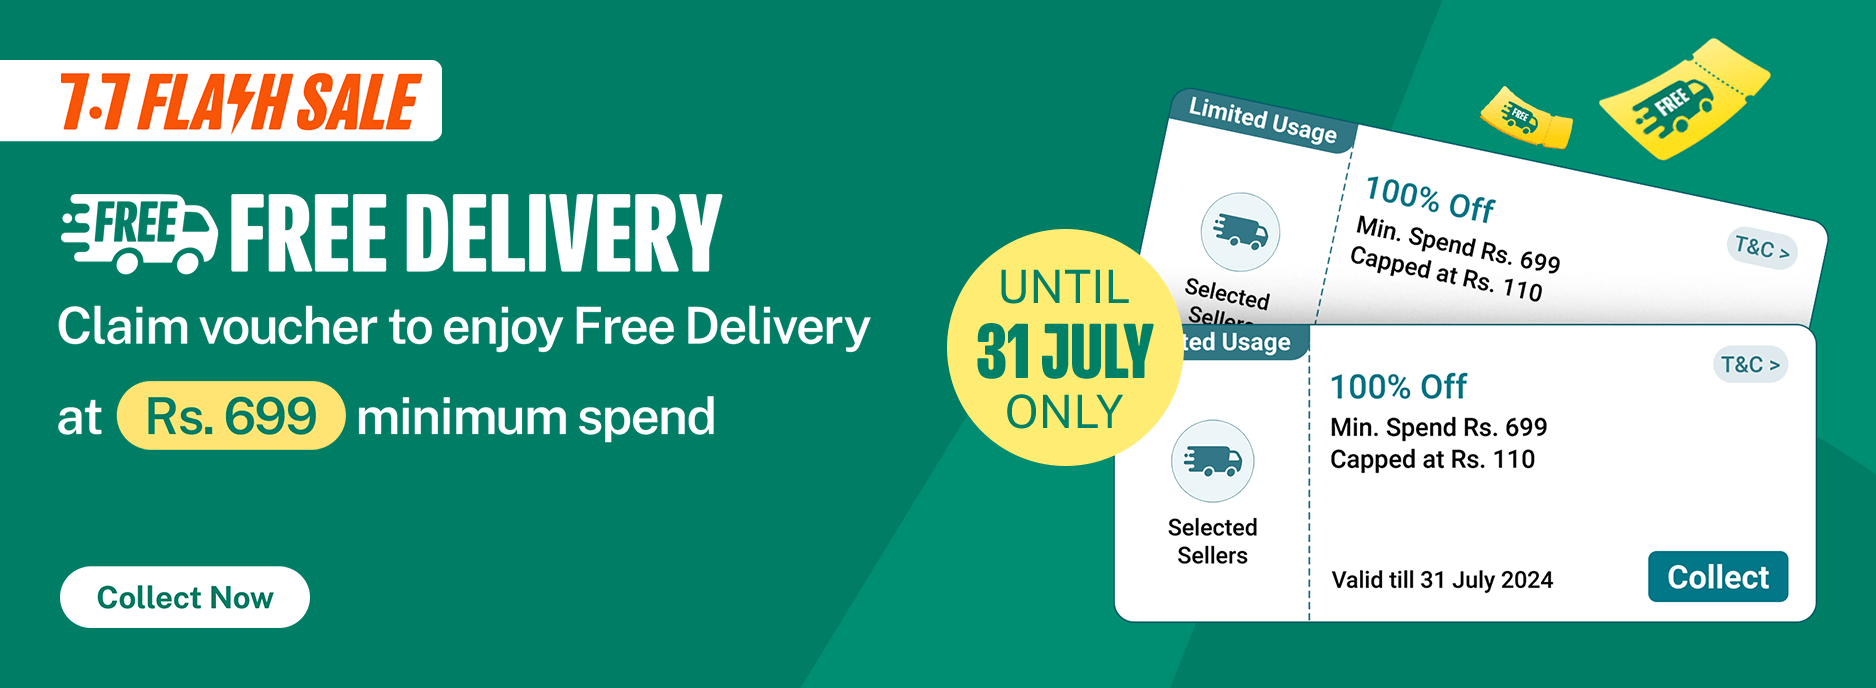 7.7 FLASH SALE
FREE FREE DELIVERY
Claim voucher to enjoy Free Delivery
at Rs. 699 minimum spend
Collect Now
UNTIL
31 JULY
ONLY
FREE
FREE
Limited Usage
100% Off
Min. Spend Rs. 699
Capped at Rs. 110
T&C >
Selected
Sellers
ted Usage
100% Off
Min. Spend Rs. 699
Capped at Rs. 110
T&C >
Selected
Sellers
Valid till 31 July 2024
Collect